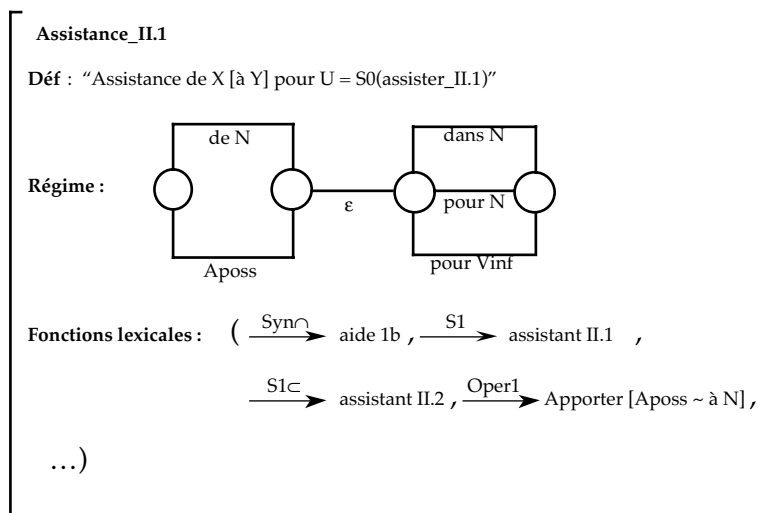 Assistance_II.1
Déf : “Assistance de X [à Y] pour U = S0(assister_II.1)”
de N dans N
Régime : ε pour N
Aposs pour Vinf
Fonctions lexicales : ( Syn∩ aide 1b , S1 assistant II.1 ,
S1⊂ assistant II.2 , Oper1 Apporter [Aposs ~ à N] ,
…)